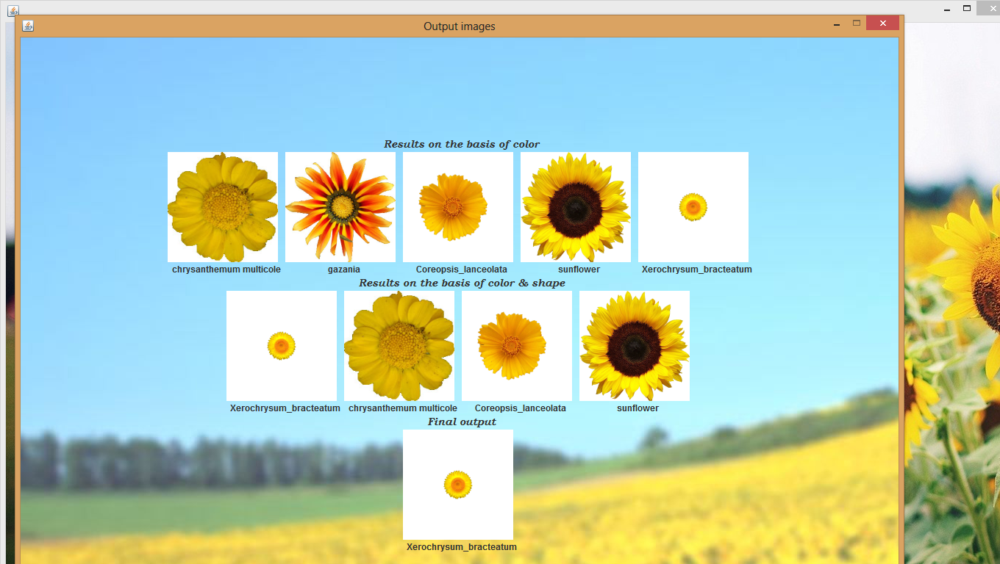 Output images
Results on the basis of color
chrysanthemum multicole gazania Coreopsis_lanceolata sunflower Xerochrysum_bracteatum
Results on the basis of color & shape
Xerochrysum_bracteatum chrysanthemum multicole Coreopsis_lanceolata sunflower
Final output
Xerochrysum_bracteatum